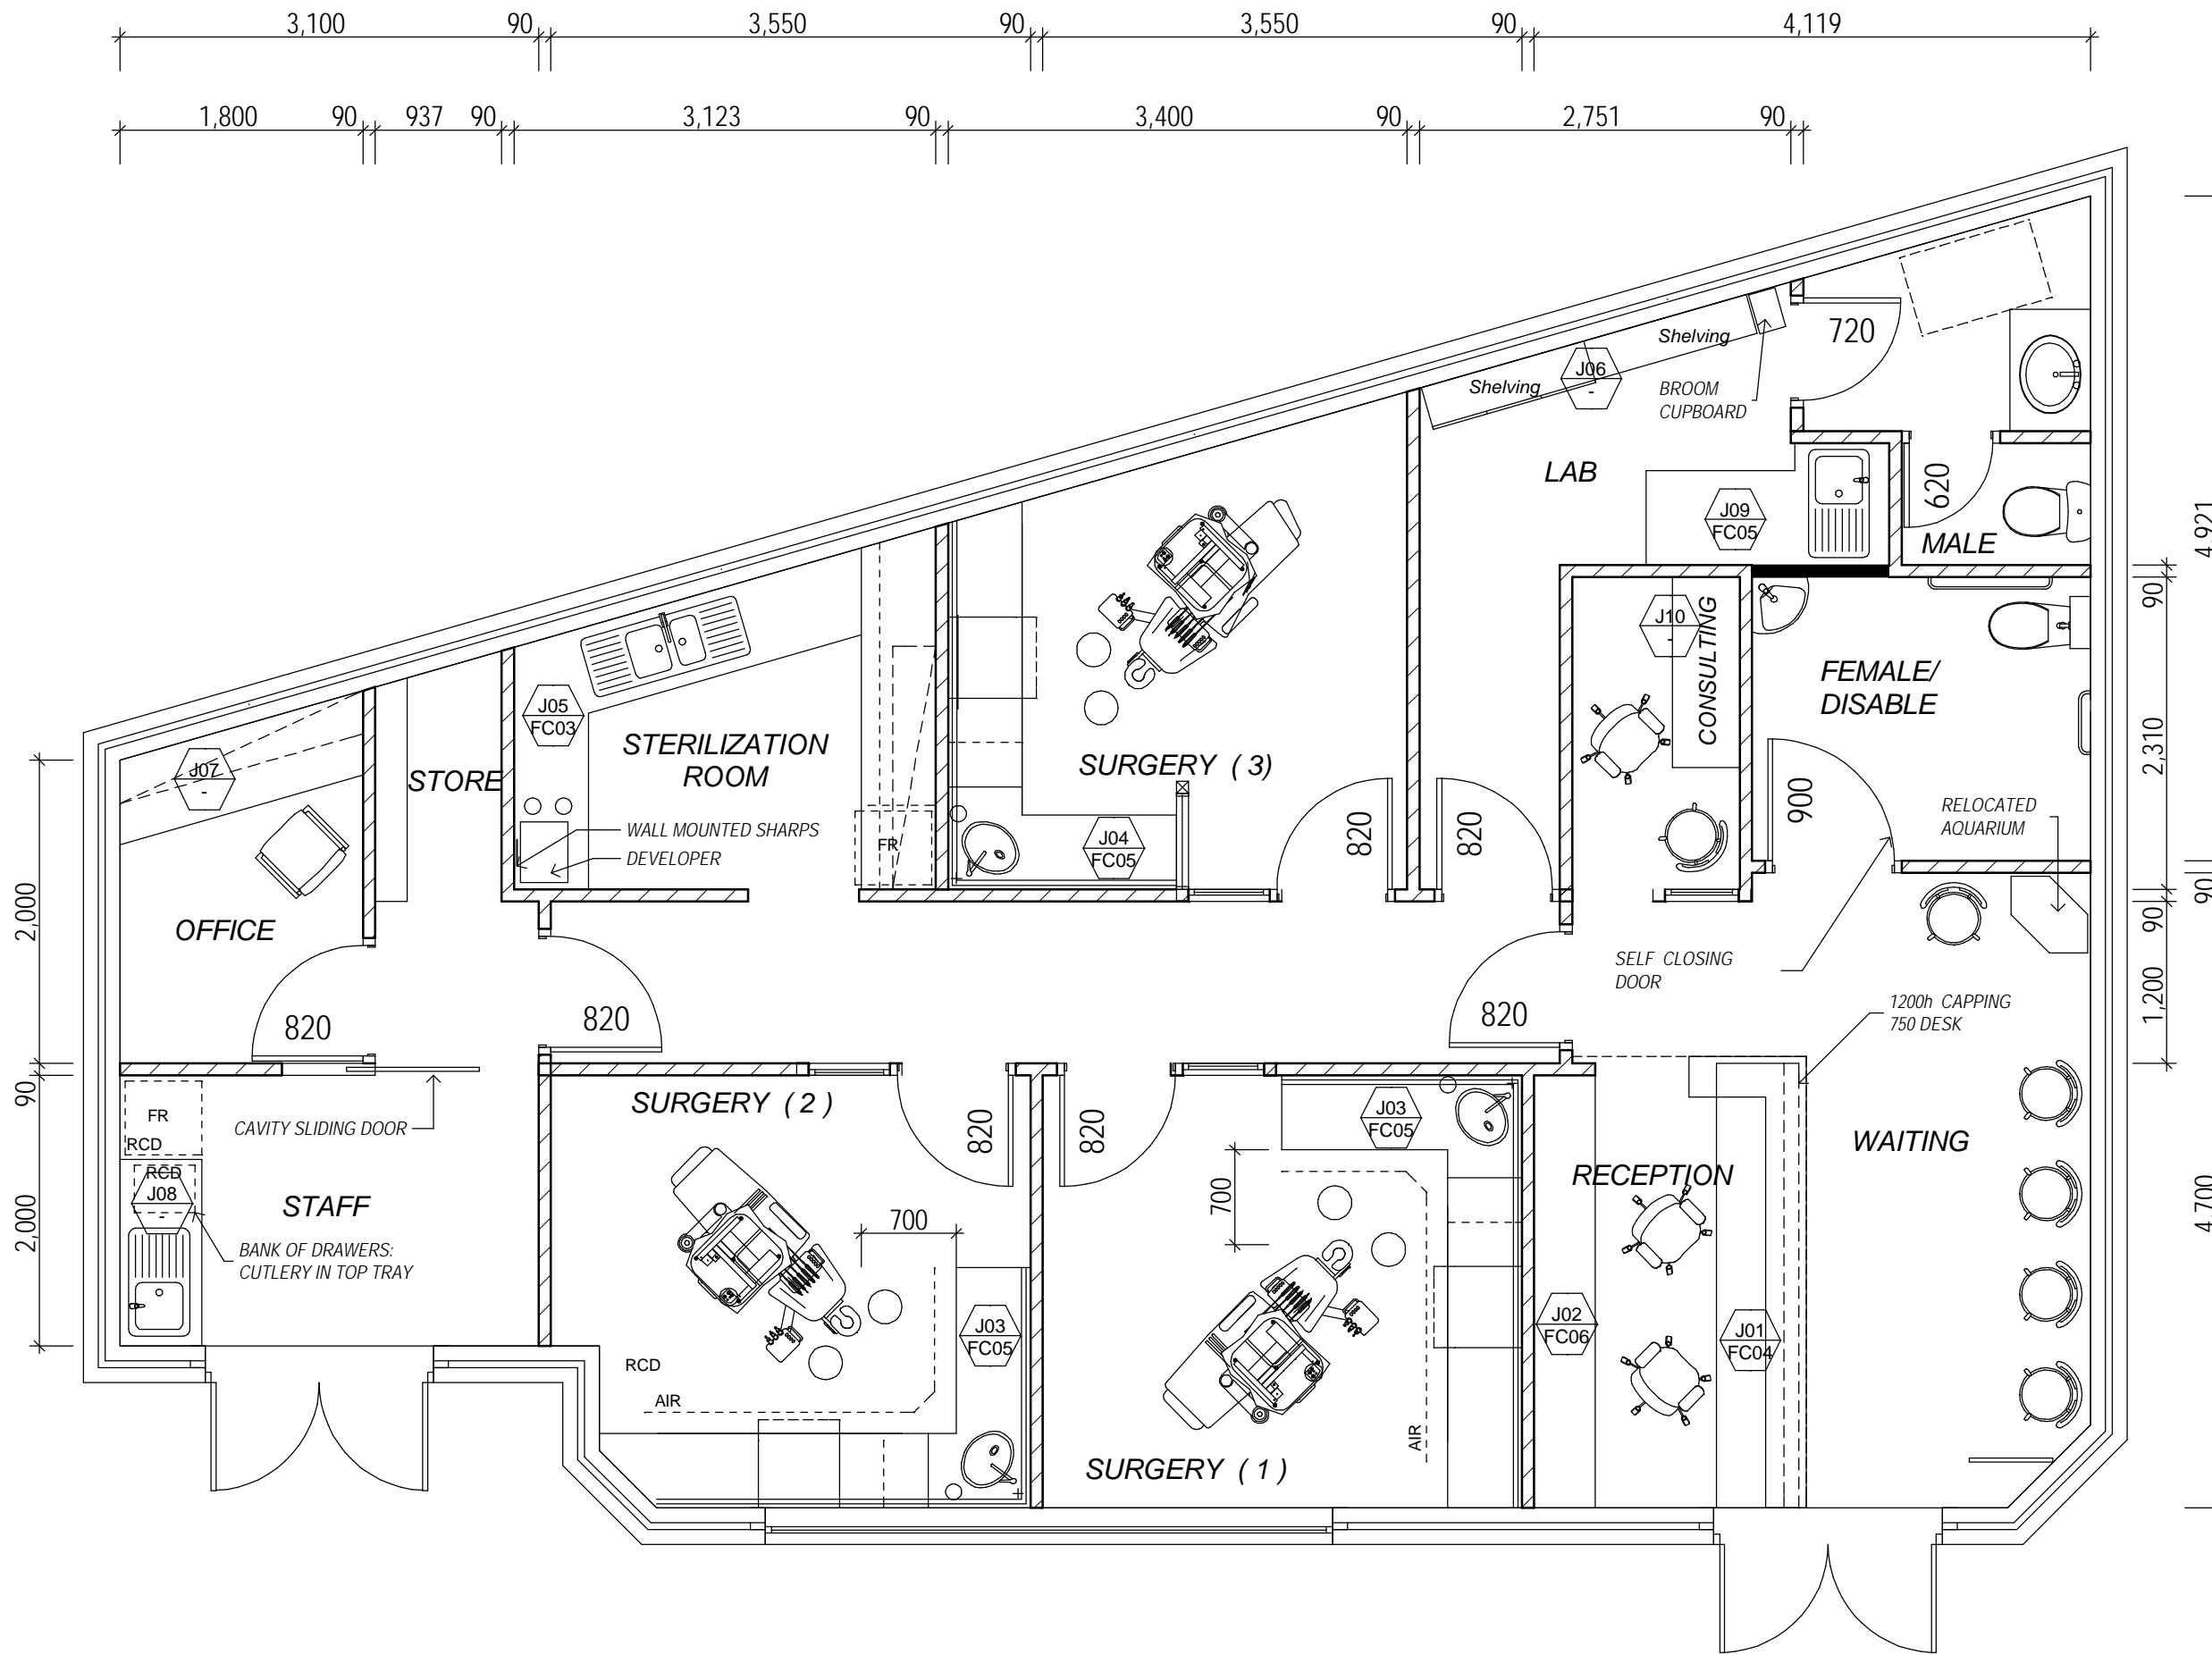 3,100 90 3,550 90 3,550 90 4,119
1,800 90 937 90 3,123 90 3,400 90 2,751 90
Shelving
720
J06
-
Shelving
BROOM
CUPBOARD
LAB
620
J09
FC05
MALE
4,921
90
J10
-
CONSULTING
FEMALE/
DISABLE
2,310
J05
FC03
STERILIZATION
ROOM
SURGERY ( 3)
J07
-
STORE
900
RELOCATED
AQUARIUM
WALL MOUNTED SHARPS
DEVELOPER
FR
J04
FC05
820
820
90
90
2,000
OFFICE
SELF CLOSING
DOOR
1200h CAPPING
750 DESK
1,200
820
820
820
90
FR
RCD
CAVITY SLIDING DOOR
SURGERY ( 2 )
820
820
J03
FC05
WAITING
RECEPTION
RCD
J08
-
STAFF
700
700
2,000
4,700
BANK OF DRAWERS:
CUTLERY IN TOP TRAY
J03
FC05
J02
FC06
J01
FC04
RCD
AIR
AIR
SURGERY ( 1 )